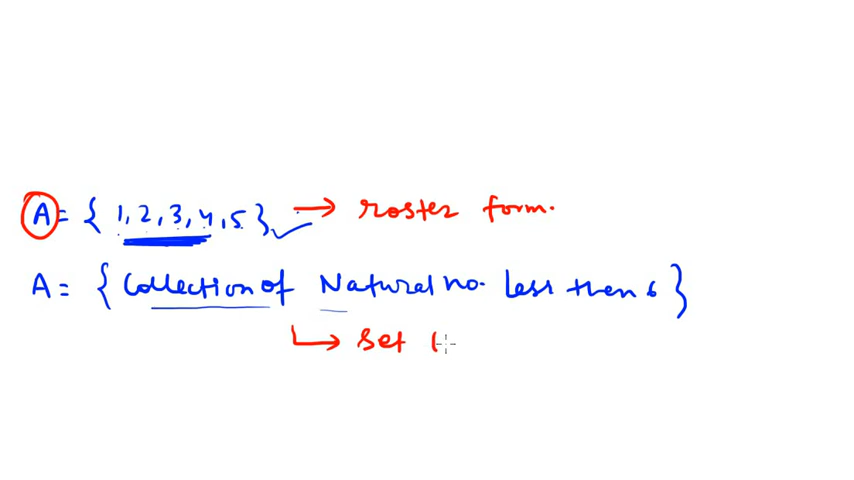 A = { 1, 2, 3, 4, 5 } → roster form.
A = { Collection of Natural no. less then 6 }
↳ set